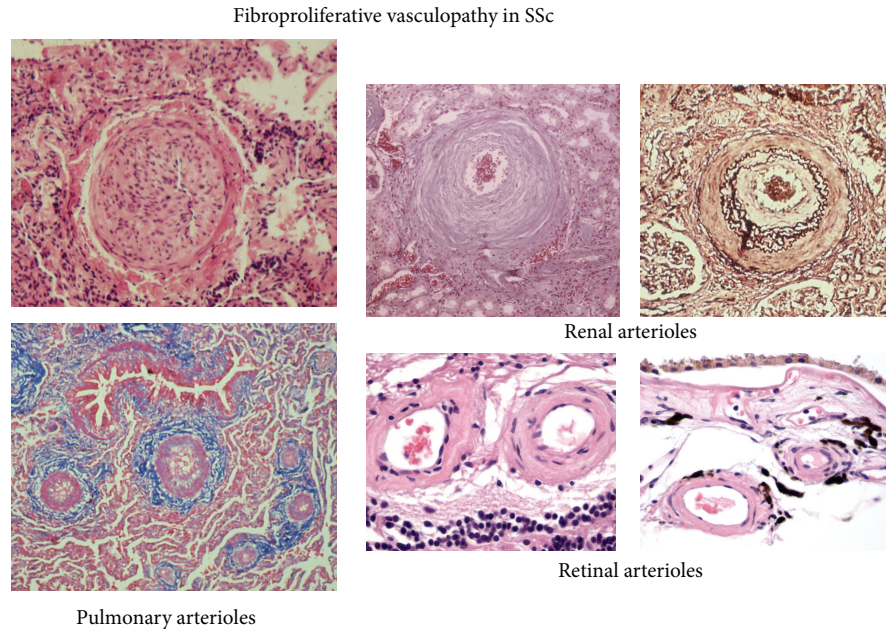 Fibroproliferative vasculopathy in SSc
Renal arterioles
Retinal arterioles
Pulmonary arterioles